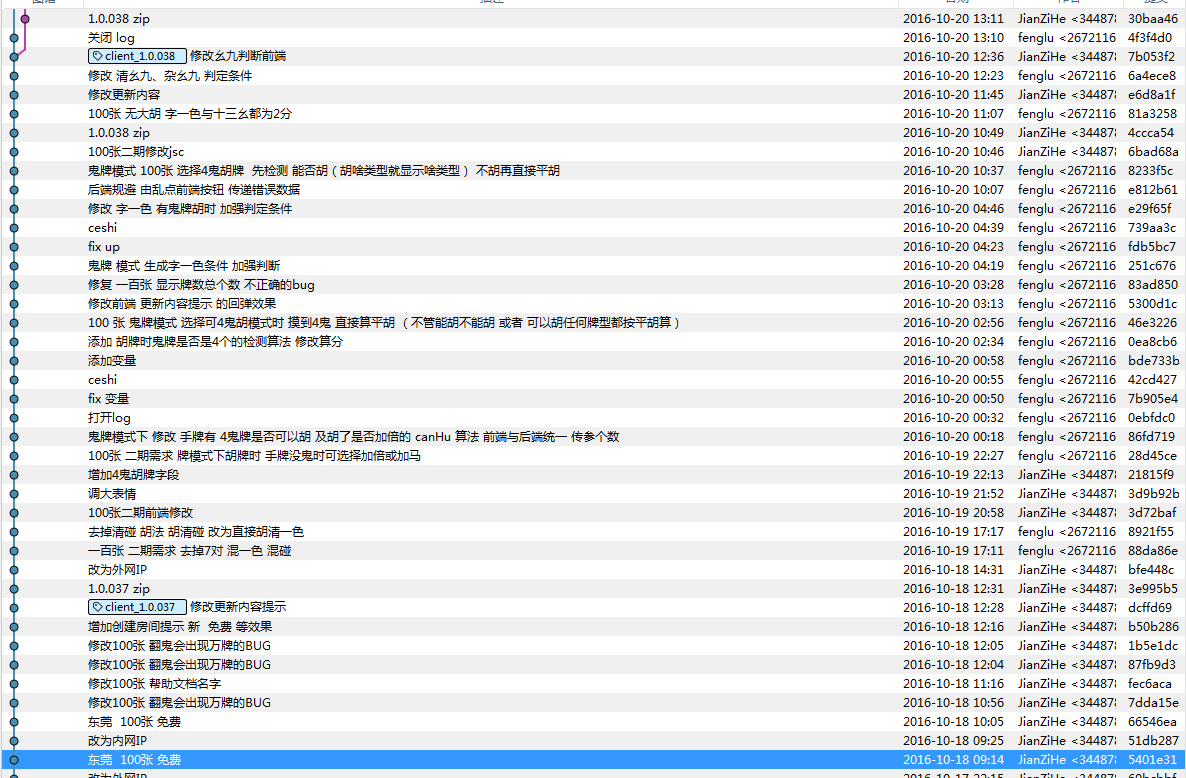 1.0.038 zip 2016-10-20 13:11 JianZiHe <34487 30baa46
关闭 log 2016-10-20 13:10 fenglu <2672116 4f3f4d0
client_1.0.038 修改幺九判断前端 2016-10-20 12:36 JianZiHe <34487 7b053f2
修改 清幺九、杂幺九 判定条件 2016-10-20 12:23 fenglu <2672116 6a4ece8
修改更新内容 2016-10-20 11:45 JianZiHe <34487 e6d8a1f
100张 无大胡 字一色与十三幺都为2分 2016-10-20 11:07 fenglu <2672116 81a3258
1.0.038 zip 2016-10-20 10:49 JianZiHe <34487 4ccca54
100张二期修改jsc 2016-10-20 10:46 JianZiHe <34487 6bad68a
鬼牌模式 100张 选择4鬼胡牌 先检测 能否胡（胡啥类型就显示啥类型） 不胡再直接平胡 2016-10-20 10:37 fenglu <2672116 8233f5c
后端规避 由乱点前端按钮 传递错误数据 2016-10-20 10:07 fenglu <2672116 e812b61
修改 字一色 有鬼牌胡时 加强判定条件 2016-10-20 04:46 fenglu <2672116 e29f65f
ceshi 2016-10-20 04:39 fenglu <2672116 739aa3c
fix up 2016-10-20 04:23 fenglu <2672116 fdb5bc7
鬼牌 模式 生成字一色条件 加强判断 2016-10-20 04:19 fenglu <2672116 251c676
修复 一百张 显示牌数总个数 不正确的bug 2016-10-20 03:28 fenglu <2672116 83ad850
修改前端 更新内容提示 的回弹效果 2016-10-20 03:13 fenglu <2672116 5300d1c
100 张 鬼牌模式 选择可4鬼胡模式时 摸到4鬼 直接算平胡 （不管能胡不能胡 或者 可以胡任何牌型都按平胡算） 2016-10-20 02:56 fenglu <2672116 46e3226
添加 胡牌时鬼牌是否是4个的检测算法 修改算分 2016-10-20 02:34 fenglu <2672116 0ea8cb6
添加变量 2016-10-20 00:58 fenglu <2672116 bde733b
ceshi 2016-10-20 00:55 fenglu <2672116 42cd427
fix 变量 2016-10-20 00:50 fenglu <2672116 7b905e4
打开log 2016-10-20 00:32 fenglu <2672116 0ebfdc0
鬼牌模式下 修改 手牌有 4鬼牌是否可以胡 及胡了是否加倍的 canHu 算法 前端与后端统一 传参个数 2016-10-20 00:18 fenglu <2672116 86fd719
100张 二期需求 牌模式下胡牌时 手牌没鬼时可选择加倍或加马 2016-10-19 22:27 fenglu <2672116 28d45ce
增加4鬼胡牌字段 2016-10-19 22:13 JianZiHe <34487 21815f9
调大表情 2016-10-19 21:52 JianZiHe <34487 3d9b92b
100张二期前端修改 2016-10-19 20:58 JianZiHe <34487 3d72baf
去掉清碰 胡法 胡清碰 改为直接胡清一色 2016-10-19 17:17 fenglu <2672116 8921f55
一百张 二期需求 去掉7对 混一色 混碰 2016-10-19 17:11 fenglu <2672116 88da86e
改为外网IP 2016-10-18 14:31 JianZiHe <34487 bfe448c
1.0.037 zip 2016-10-18 12:31 JianZiHe <34487 3e995b5
client_1.0.037 修改更新内容提示 2016-10-18 12:28 JianZiHe <34487 dcffd69
增加创建房间提示 新 免费 等效果 2016-10-18 12:16 JianZiHe <34487 b50b286
修改100张 翻鬼会出现万牌的BUG 2016-10-18 12:05 JianZiHe <34487 1b5e1dc
修改100张 翻鬼会出现万牌的BUG 2016-10-18 12:04 JianZiHe <34487 87fb9d3
修改100张 帮助文档名字 2016-10-18 11:16 JianZiHe <34487 fec6aca
修改100张 翻鬼会出现万牌的BUG 2016-10-18 10:56 JianZiHe <34487 7dda15e
东莞 100张 免费 2016-10-18 10:05 JianZiHe <34487 66546ea
改为内网IP 2016-10-18 09:25 JianZiHe <34487 51db287
东莞 100张 免费 2016-10-18 09:14 JianZiHe <34487 5401e31